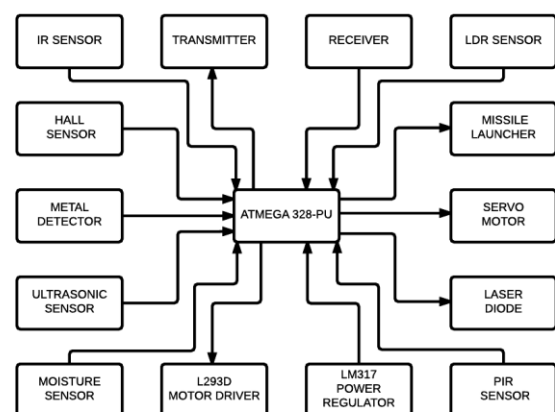 IR SENSOR
TRANSMITTER
RECEIVER
LDR SENSOR
HALL
SENSOR
MISSILE
LAUNCHER
METAL
DETECTOR
ATMEGA 328-PU
SERVO
MOTOR
ULTRASONIC
SENSOR
LASER
DIODE
MOISTURE
SENSOR
L293D
MOTOR DRIVER
LM317
POWER
REGULATOR
PIR
SENSOR